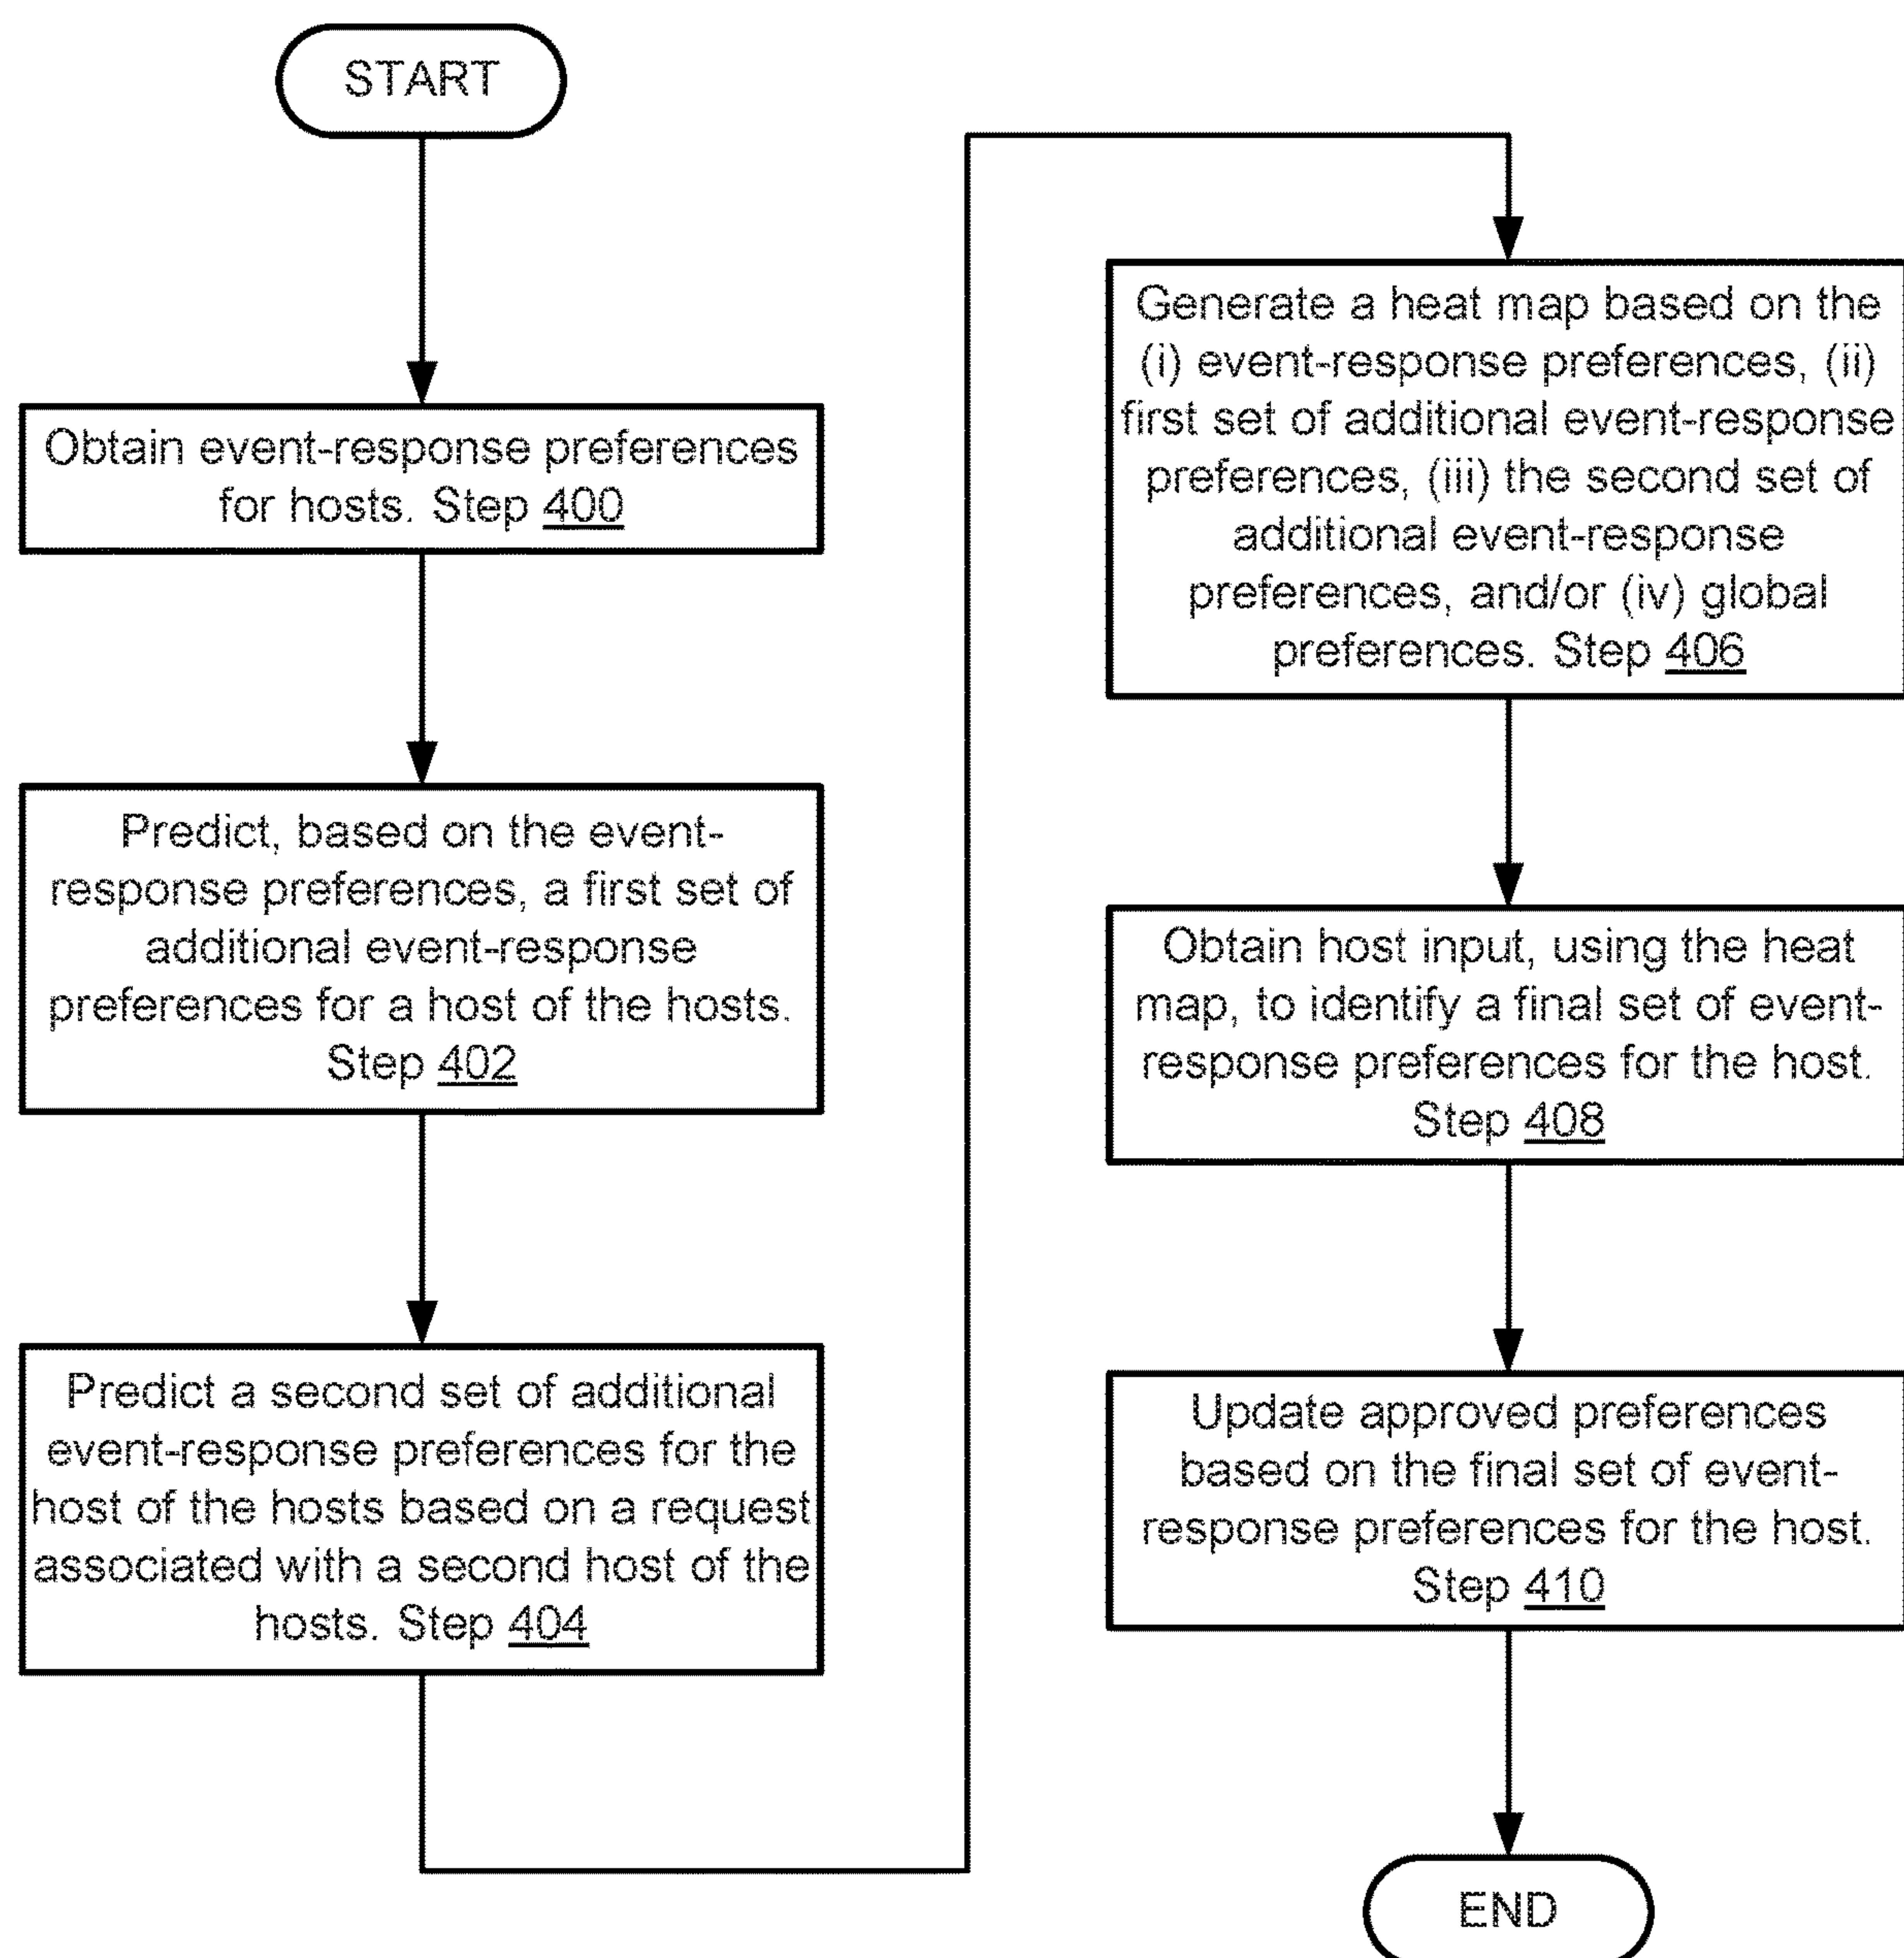 START
Obtain event-response preferences
for hosts. Step 400
Predict, based on the event-
response preferences, a first set of
additional event-response
preferences for a host of the hosts.
Step 402
Predict a second set of additional
event-response preferences for the
host of the hosts based on a request
associated with a second host of the
hosts. Step 404
Generate a heat map based on the
(i) event-response preferences, (ii)
first set of additional event-response
preferences, (iii) the second set of
additional event-response
preferences, and/or (iv) global
preferences. Step 406
Obtain host input, using the heat
map, to identify a final set of event-
response preferences for the host.
Step 408
Update approved preferences
based on the final set of event-
response preferences for the host.
Step 410
END